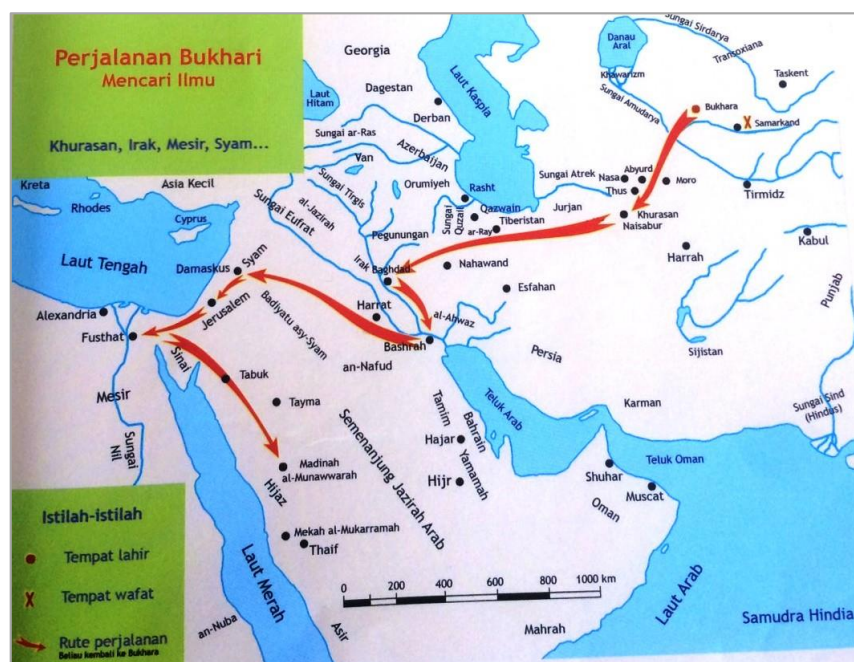 Perjalanan Bukhari
Mencari Ilmu
Khurasan, Irak, Mesir, Syam...
Georgia
Dagestan
Derban
Laut Kaspia
Laut
Hitam
Sungai ar-Ras
Van
Azerbaijan
Danau
Aral
Khawarizm
Sungai Sirdarya
Transoxiana
Taskent
Sungai Amudarya
Bukhara
Samarkand
Kreta
Rhodes
Asia Kecil
Cyprus
Laut Tengah
Sungai Eufrat
al-Jazirah
Sungai Tirgis
Orumiyeh
Rasht
Sungai
Quzail
Qazwain
ar-Ray
Tiberistan
Pegunungan
Sungai Atrek
Jurjan
Nasa
Abyurd
Thus
Moro
Khurasan
Naisabur
Tirmidz
Kabul
Harrah
Punjab
Damaskus
Syam
Jerusalem
Badiyatu asy-Syam
Irak
Baghdad
Nahawand
Esfahan
Harrat
al-Ahwaz
Bashrah
an-Nafud
Persia
Sijistan
Alexandria
Fusthat
Sinai
Mesir
Sungai
Nil
Tabuk
Tayma
Teluk Arab
Karman
Sungai Sind
(Hindus)
Semenanjung Jazirah Arab
Tamim
Bahrain
Hajar
Yamamah
Hijr
Teluk Oman
Shuhar
Muscat
Oman
Madinah
al-Munawwarah
Hijaz
Mekah al-Mukarramah
Thaif
Laut Merah
an-Nuba
Asir
Mahrah
Laut Arab
Samudra Hindia
0 200 400 600 800 1000 km
Istilah-istilah
Tempat lahir
Tempat wafat
Rute perjalanan
Beliau kembali ke Bukhara